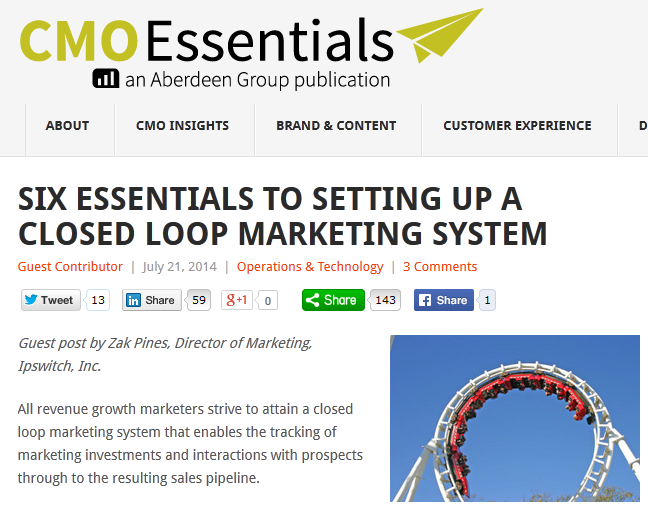 CMO Essentials
an Aberdeen Group publication
ABOUT
CMO INSIGHTS
BRAND & CONTENT
CUSTOMER EXPERIENCE
D
SIX ESSENTIALS TO SETTING UP A
CLOSED LOOP MARKETING SYSTEM
Guest Contributor | July 21, 2014 | Operations & Technology | 3 Comments
Tweet 13 in Share 59 g+1 0 Share 143 f Share 1
Guest post by Zak Pines, Director of Marketing,
Ipswitch, Inc.
All revenue growth marketers strive to attain a closed
loop marketing system that enables the tracking of
marketing investments and interactions with prospects
through to the resulting sales pipeline.